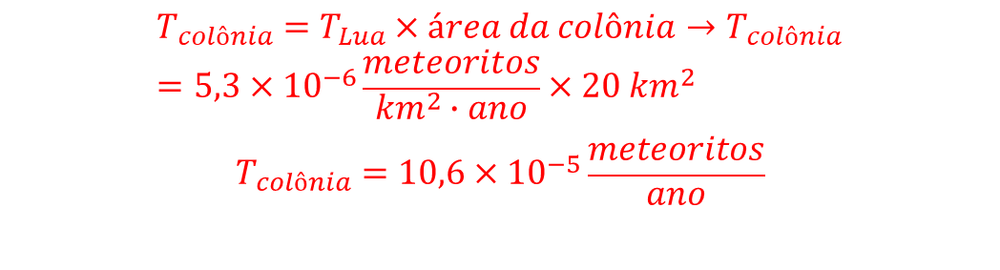 T_colônia = T_Lua × área da colônia → T_colônia
= 5,3 × 10⁻⁶ meteoritos/(km² · ano) × 20 km²
T_colônia = 10,6 × 10⁻⁵ meteoritos/ano